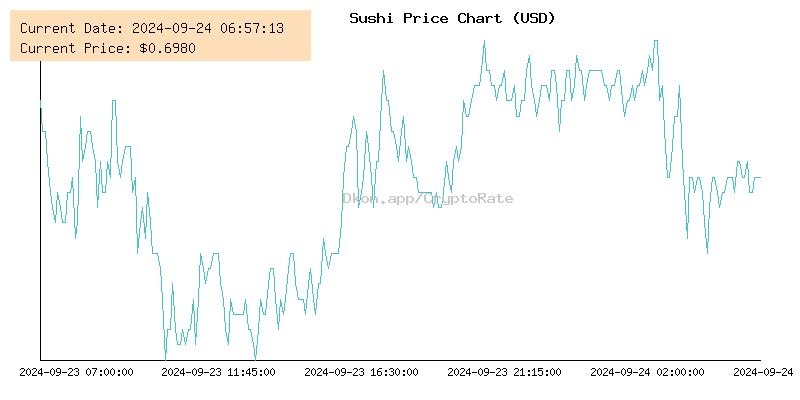 Sushi Price Chart (USD)
Current Date: 2024-09-24 06:57:13
Current Price: $0.6980
Okon.app/CryptoRate
2024-09-23 07:00:00
2024-09-23 11:45:00
2024-09-23 16:30:00
2024-09-23 21:15:00
2024-09-24 02:00:00
2024-09-24